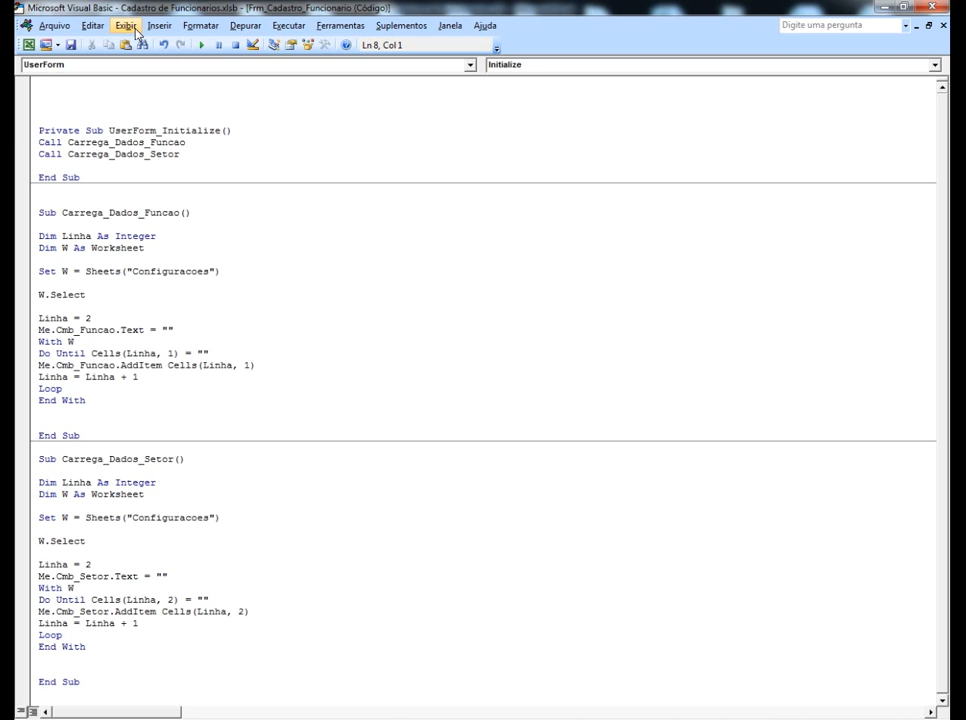 Microsoft Visual Basic - Cadastro de Funcionarios.xlsb - [Frm_Cadastro_Funcionario (Código)]
Arquivo Editar Exibir Inserir Formatar Depurar Executar Ferramentas Suplementos Janela Ajuda Digite uma pergunta
Ln 8, Col 1
UserForm Initialize
Private Sub UserForm_Initialize()
Call Carrega_Dados_Funcao
Call Carrega_Dados_Setor
End Sub
Sub Carrega_Dados_Funcao()
Dim Linha As Integer
Dim W As Worksheet
Set W = Sheets("Configuracoes")
W.Select
Linha = 2
Me.Cmb_Funcao.Text = ""
With W
Do Until Cells(Linha, 1) = ""
Me.Cmb_Funcao.AddItem Cells(Linha, 1)
Linha = Linha + 1
Loop
End With
End Sub
Sub Carrega_Dados_Setor()
Dim Linha As Integer
Dim W As Worksheet
Set W = Sheets("Configuracoes")
W.Select
Linha = 2
Me.Cmb_Setor.Text = ""
With W
Do Until Cells(Linha, 2) = ""
Me.Cmb_Setor.AddItem Cells(Linha, 2)
Linha = Linha + 1
Loop
End With
End Sub